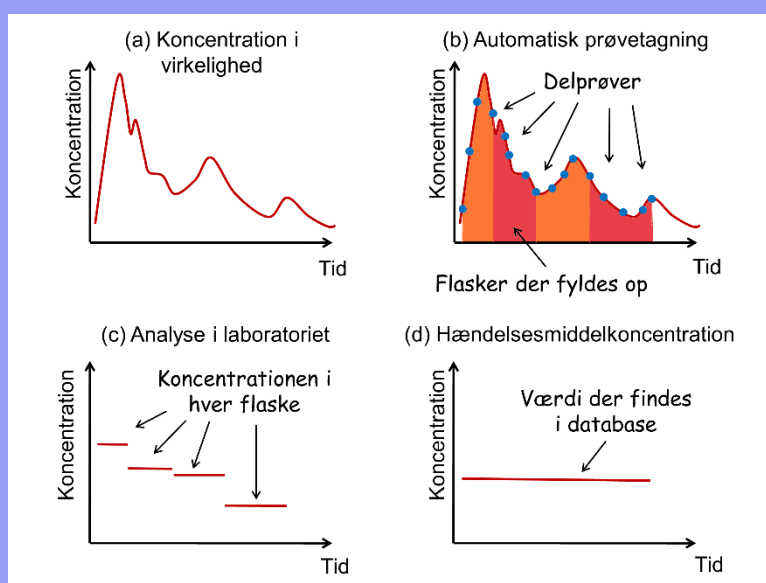 (a) Koncentration i
virkelighed
Koncentration
Tid
(b) Automatisk prøvetagning
Koncentration
Delprøver
Tid
Flasker der fyldes op
(c) Analyse i laboratoriet
Koncentration
Koncentrationen i
hver flaske
Tid
(d) Hændelsesmiddelkoncentration
Koncentration
Værdi der findes
i database
Tid